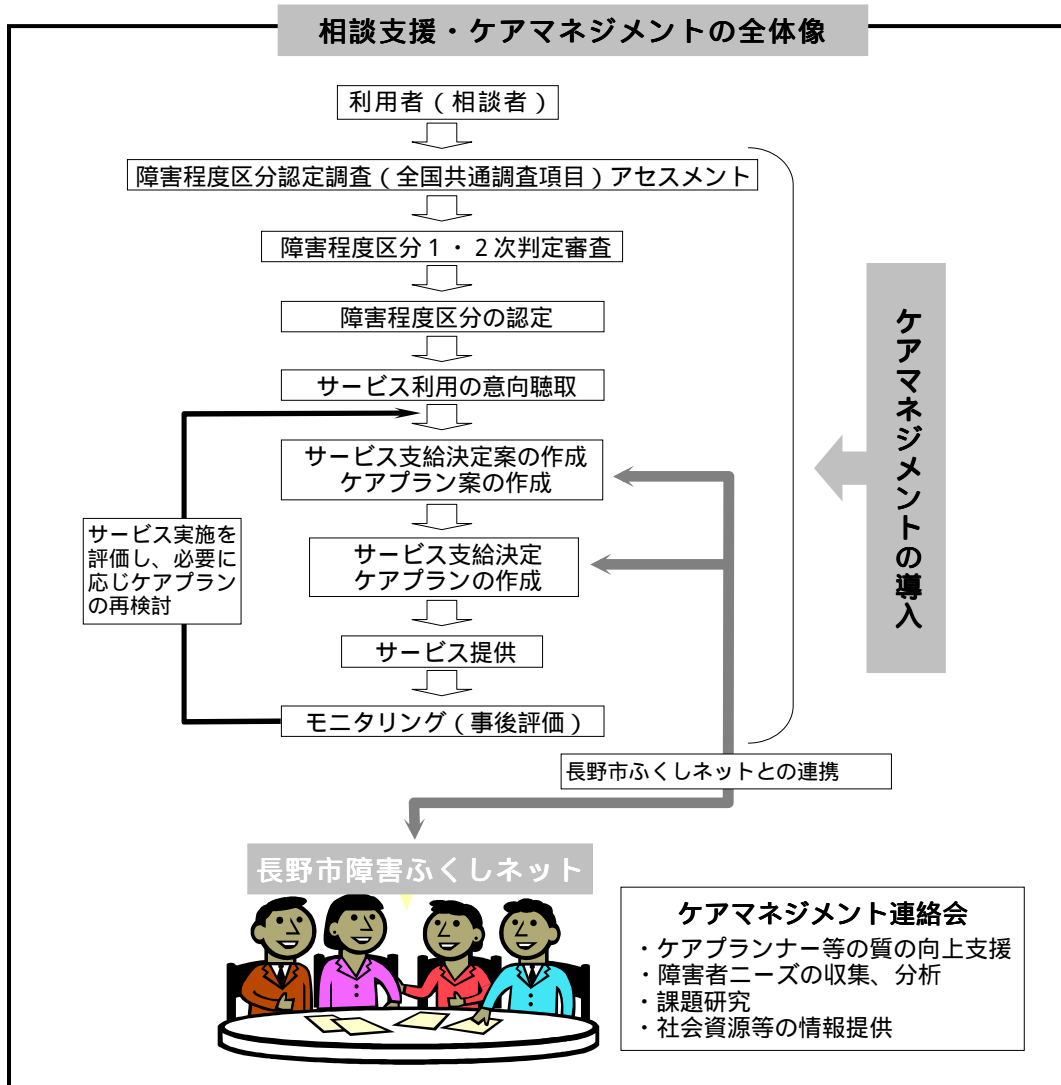 相談支援・ケアマネジメントの全体像
利用者（相談者）
障害程度区分認定調査（全国共通調査項目）アセスメント
障害程度区分１・２次判定審査
障害程度区分の認定
サービス利用の意向聴取
サービス支給決定案の作成
ケアプラン案の作成
サービス実施を
評価し、必要に
応じケアプラン
の再検討
サービス支給決定
ケアプランの作成
サービス提供
モニタリング（事後評価）
ケアマネジメントの導入
長野市ふくしネットとの連携
長野市障害ふくしネット
ケアマネジメント連絡会
・ケアプランナー等の質の向上支援
・障害者ニーズの収集、分析
・課題研究
・社会資源等の情報提供